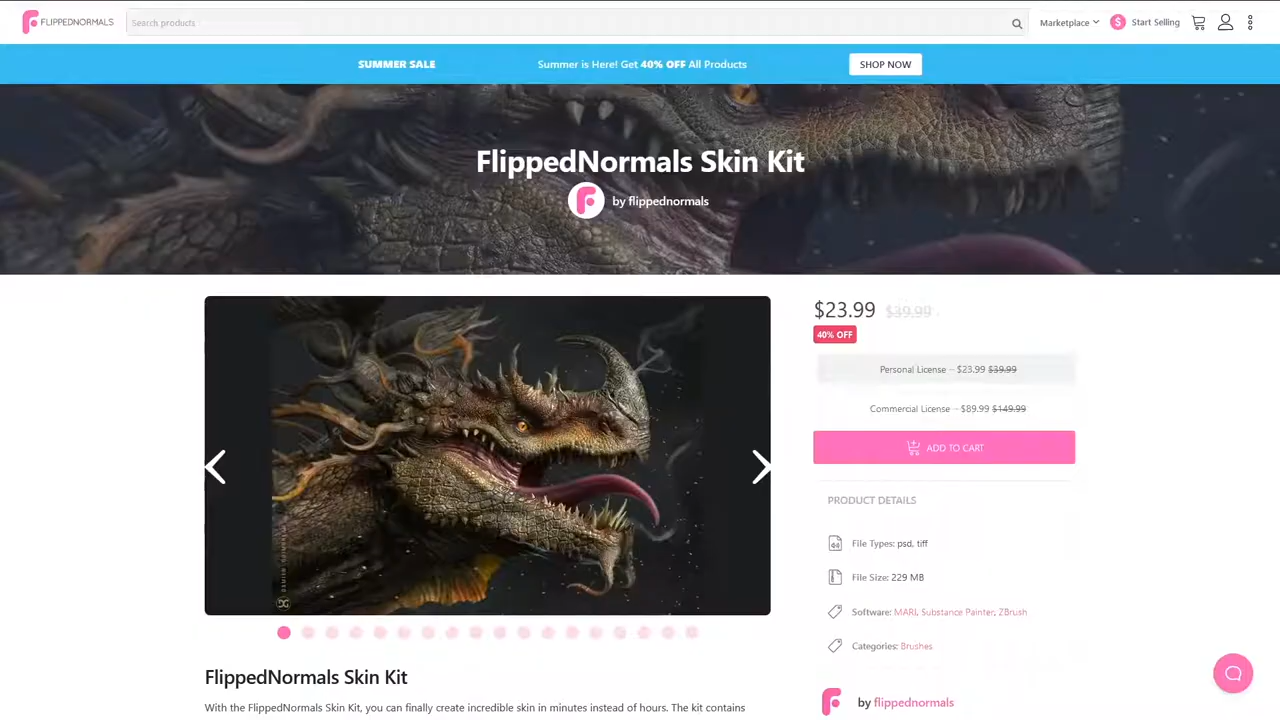 FLIPPEDNORMALS
Search products
Marketplace
$
Start Selling
SUMMER SALE
Summer is Here! Get 40% OFF All Products
SHOP NOW
FlippedNormals Skin Kit
by flippednormals
$23.99 $39.99
40% OFF
Personal License – $23.99 $39.99
Commercial License – $89.99 $149.99
ADD TO CART
PRODUCT DETAILS
File Types: psd, tiff
File Size: 229 MB
Software: MARI, Substance Painter, ZBrush
Categories: Brushes
FlippedNormals Skin Kit
With the FlippedNormals Skin Kit, you can finally create incredible skin in minutes instead of hours. The kit contains
by flippednormals